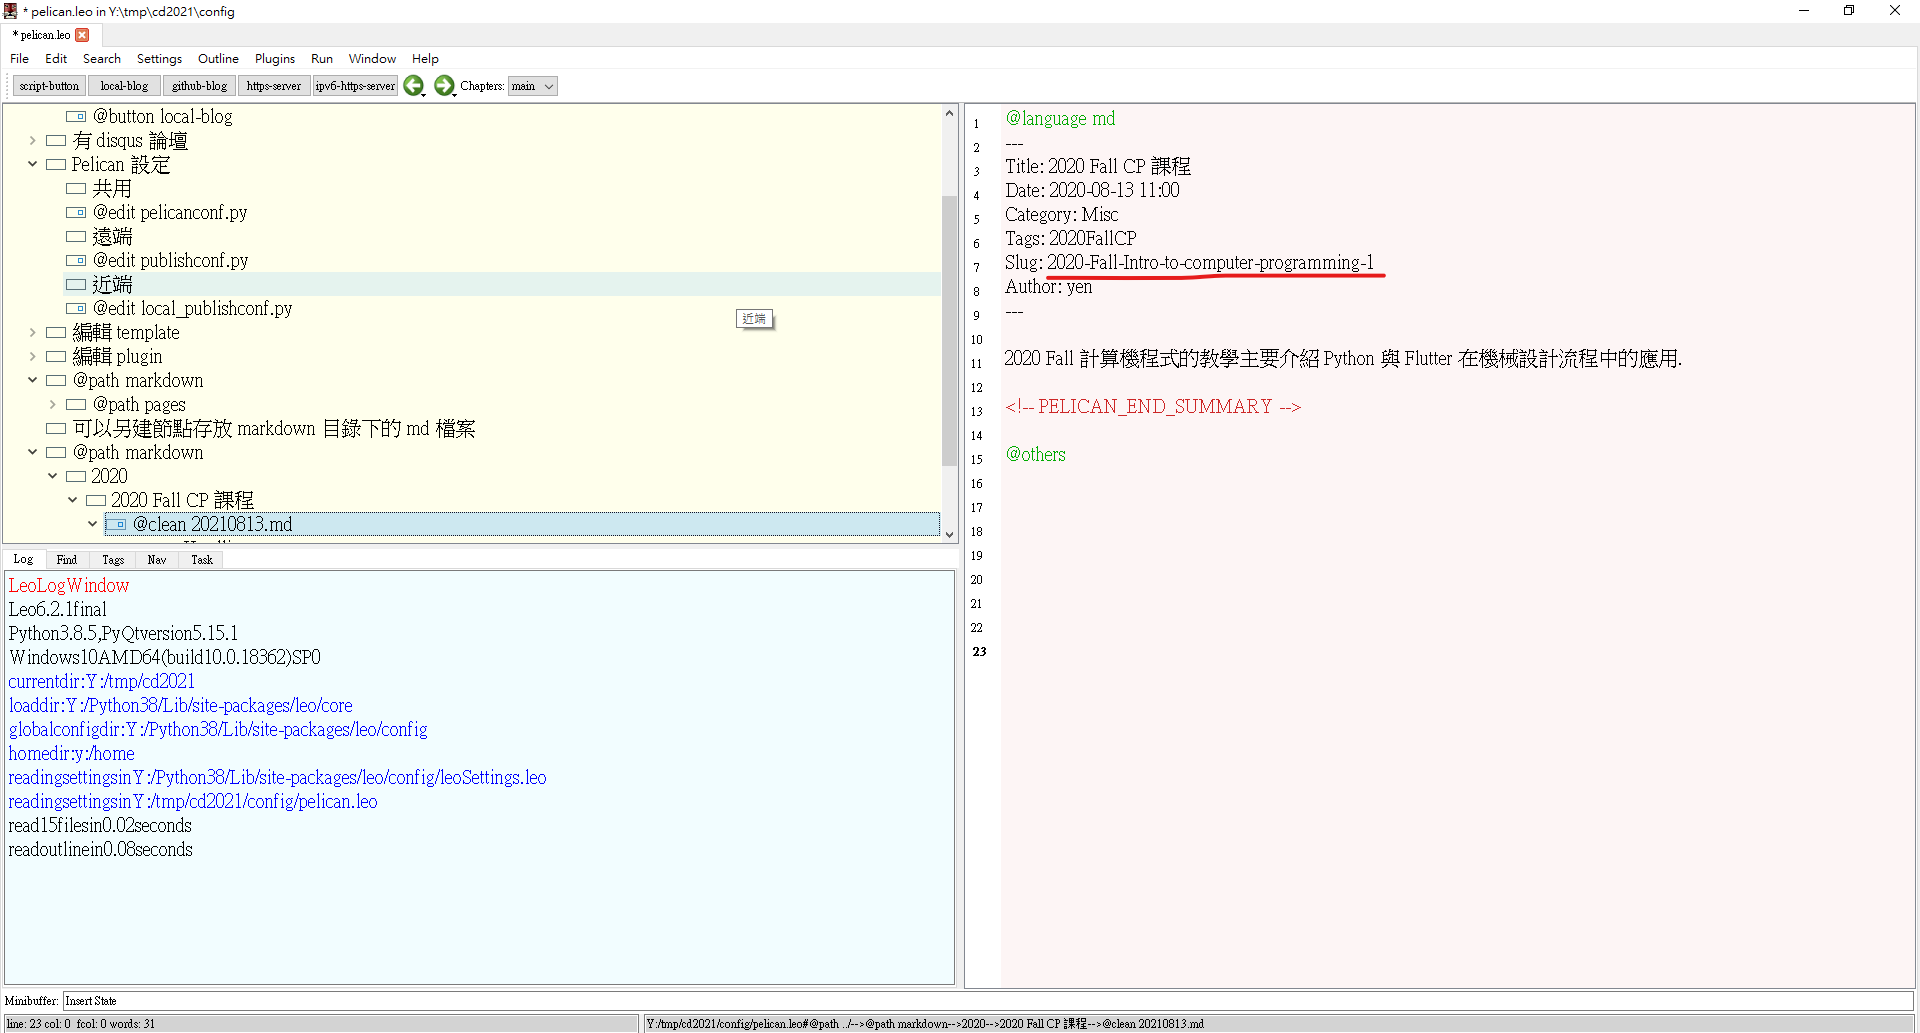 * pelican.leo in Y:\tmp\cd2021\config
* pelican.leo
File Edit Search Settings Outline Plugins Run Window Help
script-button local-blog github-blog https-server ipv6-https-server Chapters: main
@button local-blog
有 disqus 論壇
Pelican 設定
共用
@edit pelicanconf.py
遠端
@edit publishconf.py
近端
@edit local_publishconf.py
近端
編輯 template
編輯 plugin
@path markdown
@path pages
可以另建節點存放 markdown 目錄下的 md 檔案
@path markdown
2020
2020 Fall CP 課程
@clean 20210813.md
Log Find Tags Nav Task
LeoLogWindow
Leo6.2.1final
Python3.8.5,PyQtversion5.15.1
Windows10AMD64(build10.0.18362)SP0
currentdir:Y:/tmp/cd2021
loaddir:Y:/Python38/Lib/site-packages/leo/core
globalconfigdir:Y:/Python38/Lib/site-packages/leo/config
homedir:y:/home
readingsettingsinY:/Python38/Lib/site-packages/leo/config/leoSettings.leo
readingsettingsinY:/tmp/cd2021/config/pelican.leo
read15filesin0.02seconds
readoutlinein0.08seconds
1 @language md
2 ---
3 Title: 2020 Fall CP 課程
4 Date: 2020-08-13 11:00
5 Category: Misc
6 Tags: 2020FallCP
7 Slug: 2020-Fall-Intro-to-computer-programming-1
8 Author: yen
9 ---
10
11 2020 Fall 計算機程式的教學主要介紹 Python 與 Flutter 在機械設計流程中的應用.
12
13 <!-- PELICAN_END_SUMMARY -->
14
15 @others
16
17
18
19
20
21
22
23
Minibuffer: Insert State
line: 23 col: 0 fcol: 0 words: 31
Y:/tmp/cd2021/config/pelican.leo#@path ../-->@path markdown-->2020-->2020 Fall CP 課程-->@clean 20210813.md